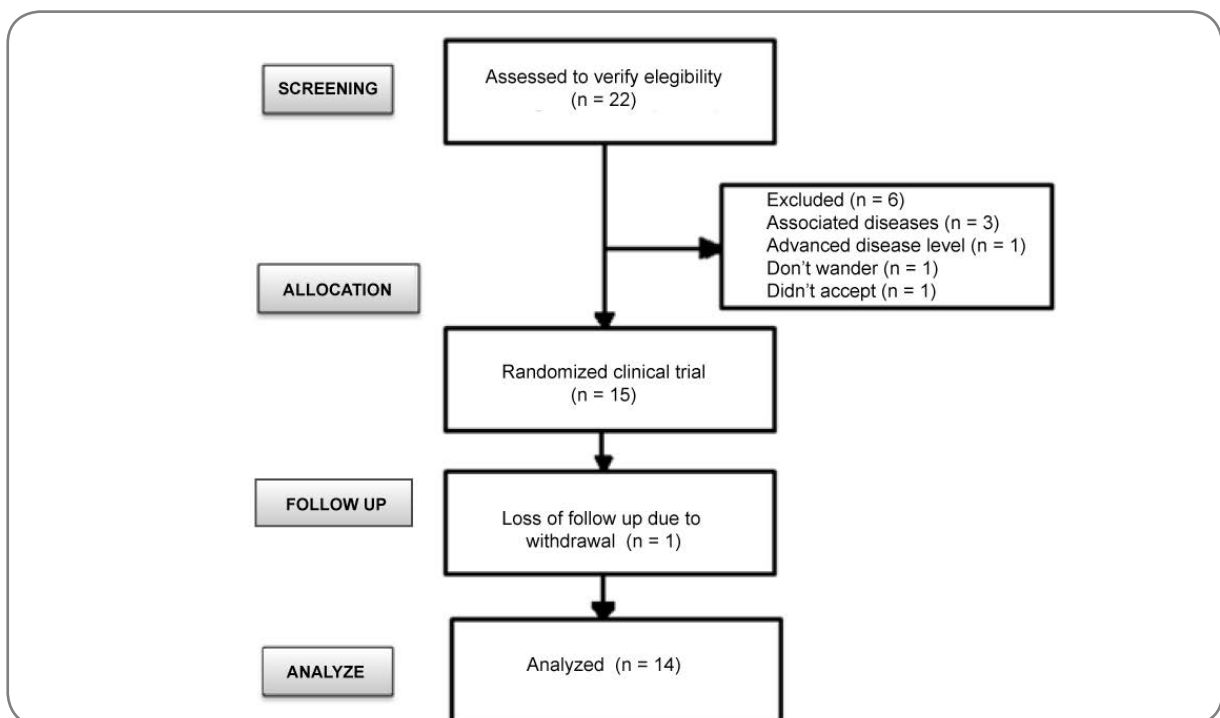 SCREENING
Assessed to verify elegibility
(n = 22)
Excluded (n = 6)
Associated diseases (n = 3)
Advanced disease level (n = 1)
Don't wander (n = 1)
Didn't accept (n = 1)
ALLOCATION
Randomized clinical trial
(n = 15)
FOLLOW UP
Loss of follow up due to
withdrawal (n = 1)
ANALYZE
Analyzed (n = 14)